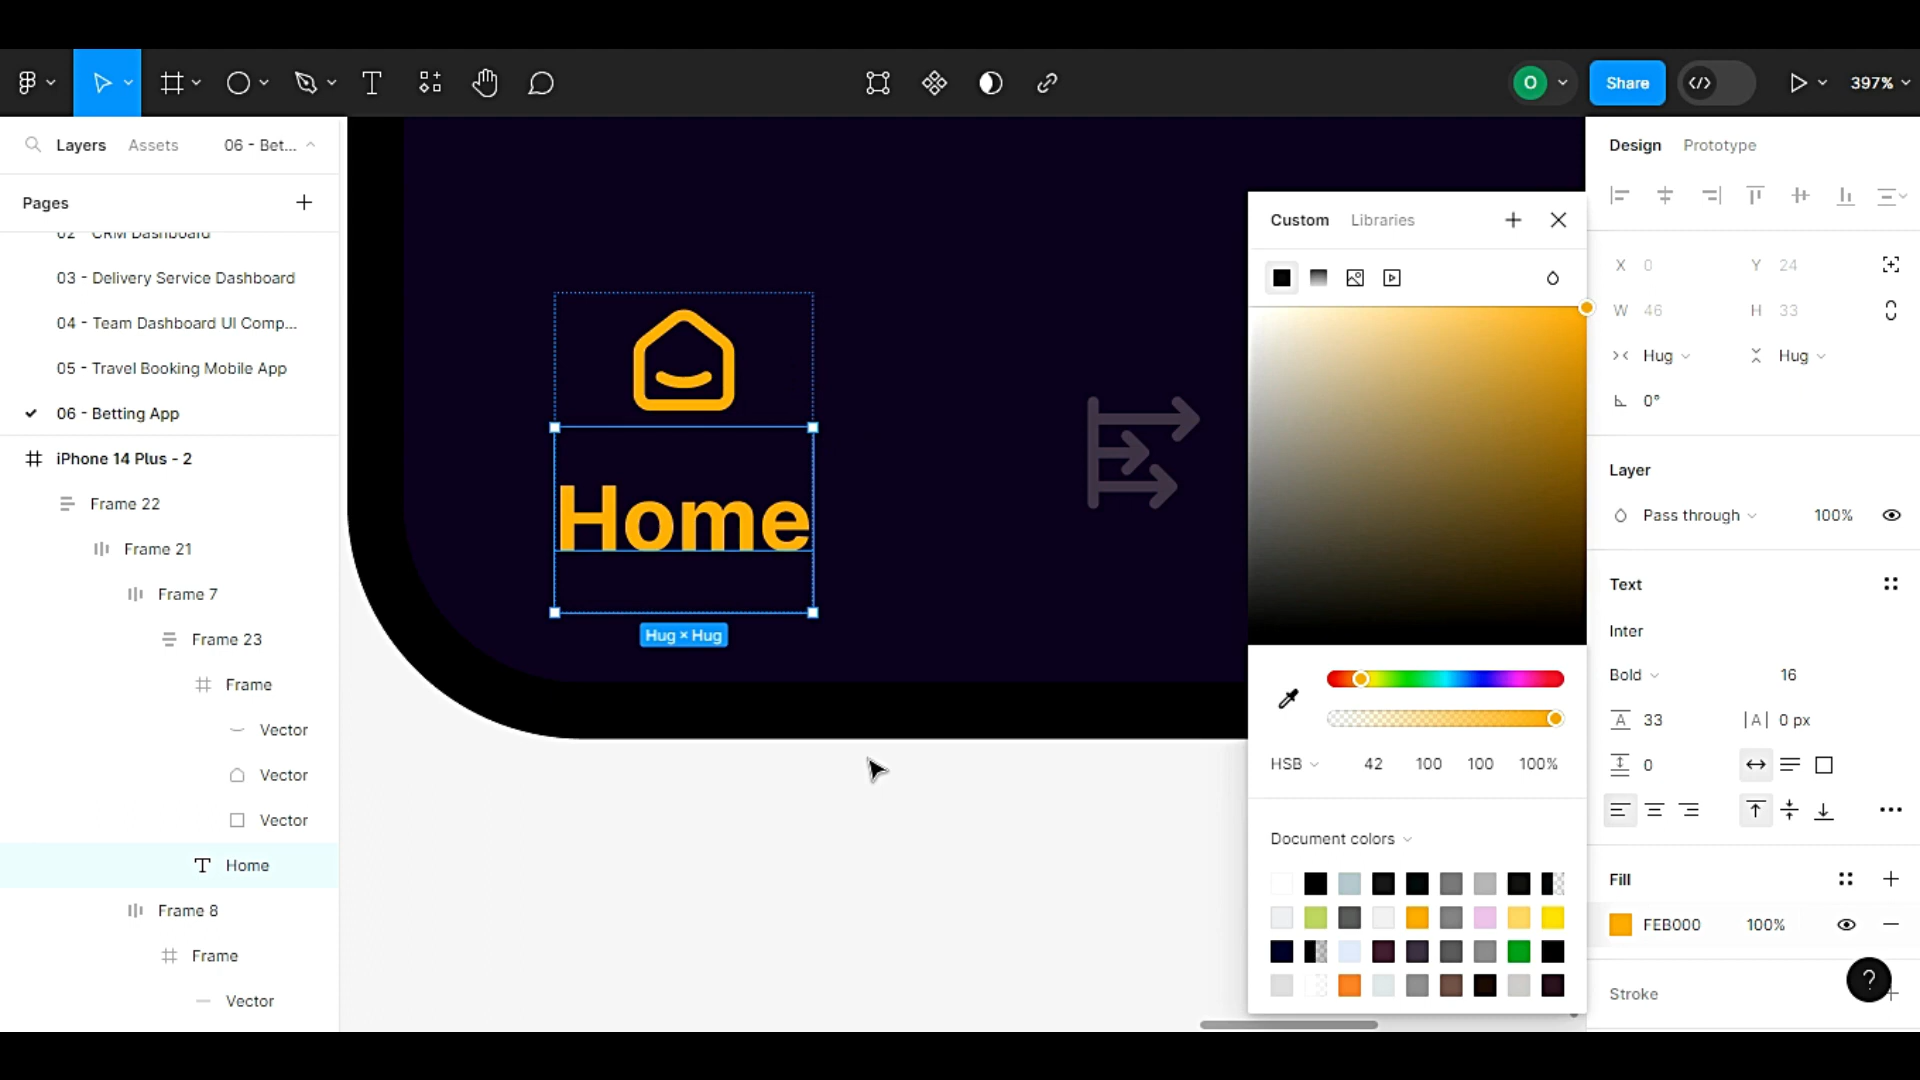 O
Share
397%
Layers
Assets
06 - Bet...
Design
Prototype
Pages
02 - CRM Dashboard
03 - Delivery Service Dashboard
04 - Team Dashboard UI Comp...
05 - Travel Booking Mobile App
06 - Betting App
iPhone 14 Plus - 2
Frame 22
Frame 21
Frame 7
Frame 23
Frame
Vector
Vector
Vector
Home
Frame 8
Frame
Vector
Home
Hug × Hug
Custom
Libraries
HSB
42
100
100
100%
Document colors
X 0
Y 24
W 46
H 33
Hug
Hug
0°
Layer
Pass through
100%
Text
Inter
Bold
16
A 33
|A| 0 px
0
Fill
FEB000
100%
Stroke
?